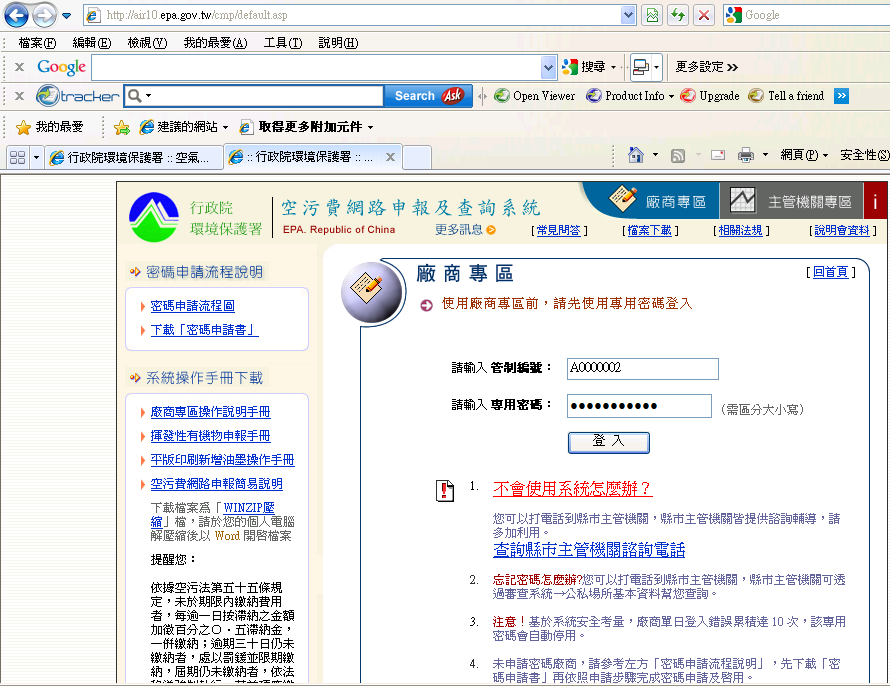 http://air10.epa.gov.tw/cmp/default.asp
Google
檔案(F) 編輯(E) 檢視(V) 我的最愛(A) 工具(T) 說明(H)
Google 搜尋 更多設定 »
etracker Search Ask Open Viewer Product Info Upgrade Tell a friend »
我的最愛 建議的網站 取得更多附加元件
行政院環境保護署 :: 空氣... :: 行政院環境保護署 :: ... 網頁(P) 安全性(S)
行政院
環境保護署
空污費網路申報及查詢系統
EPA. Republic of China
更多訊息
廠商專區 主管機關專區 i
[常見問答] [檔案下載] [相關法規] [說明會資料]
密碼申請流程說明
密碼申請流程圖
下載「密碼申請書」
系統操作手冊下載
廠商專區操作說明手冊
揮發性有機物申報手冊
平版印刷新增油墨操作手冊
空污費網路申報簡易說明
下載檔案為「WINZIP壓
縮」檔，請於您的個人電腦
解壓縮後以 Word 開啓檔案
提醒您：
依據空污法第五十五條規
定，未於期限內繳納費用
者，每逾一日按滯納之金額
加徵百分之○．五滯納金，
一併繳納；逾期三十日仍未
繳納者，處以罰鍰並限期繳
納，屆期仍未繳納者，依法
廠商專區
[回首頁]
使用廠商專區前，請先使用專用密碼登入
請輸入 管制編號： A0000002
請輸入 專用密碼： ●●●●●●●●●●● (需區分大小寫)
登 入
1. 不會使用系統怎麼辦？
您可以打電話到縣市主管機關，縣市主管機關皆提供諮詢輔導，請
多加利用。
查詢縣市主管機關諮詢電話
2. 忘記密碼怎麼辦?您可以打電話到縣市主管機關，縣市主管機關可透
過審查系統→公私場所基本資料幫您查詢。
3. 注意！基於系統安全考量，廠商單日登入錯誤累積達 10 次，該專用
密碼會自動停用。
4. 未申請密碼廠商，請參考左方「密碼申請流程說明」，先下載「密
碼申請書」再依照申請步驟完成密碼申請及啓用。